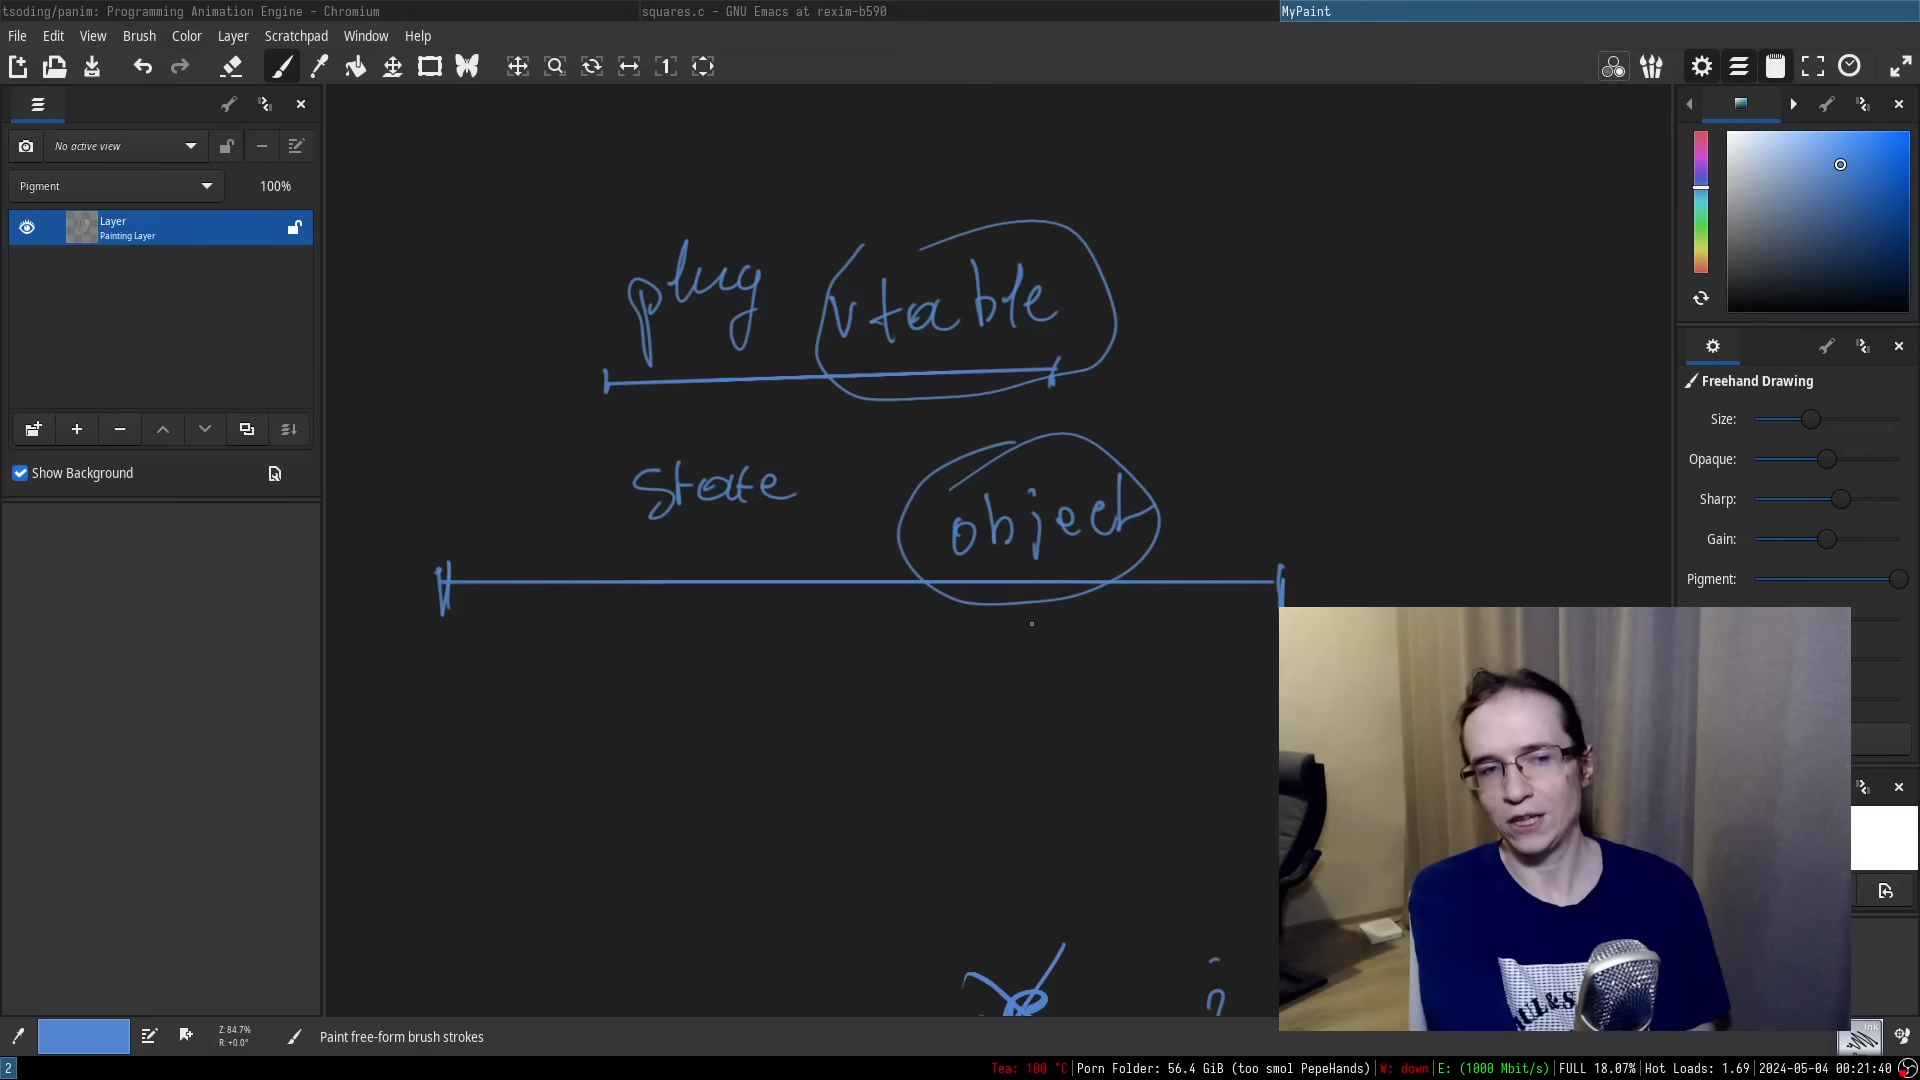 tsoding/panim: Programming Animation Engine - Chromium
squares.c - GNU Emacs at rexim-b590
MyPaint
File Edit View Brush Color Layer Scratchpad Window Help
No active view
Pigment 100%
Layer
Painting Layer
Show Background
plug vtable
state object
Freehand Drawing
Size:
Opaque:
Sharp:
Gain:
Pigment:
Z: 84.7%
R: +0.0°
Paint free-form brush strokes
Ink
2
Tea: 100 °C|Porn Folder: 56.4 GiB (too smol PepeHands)|W: down|E: (1000 Mbit/s)|FULL 18.07%|Hot Loads: 1.69|2024-05-04 00:21:40